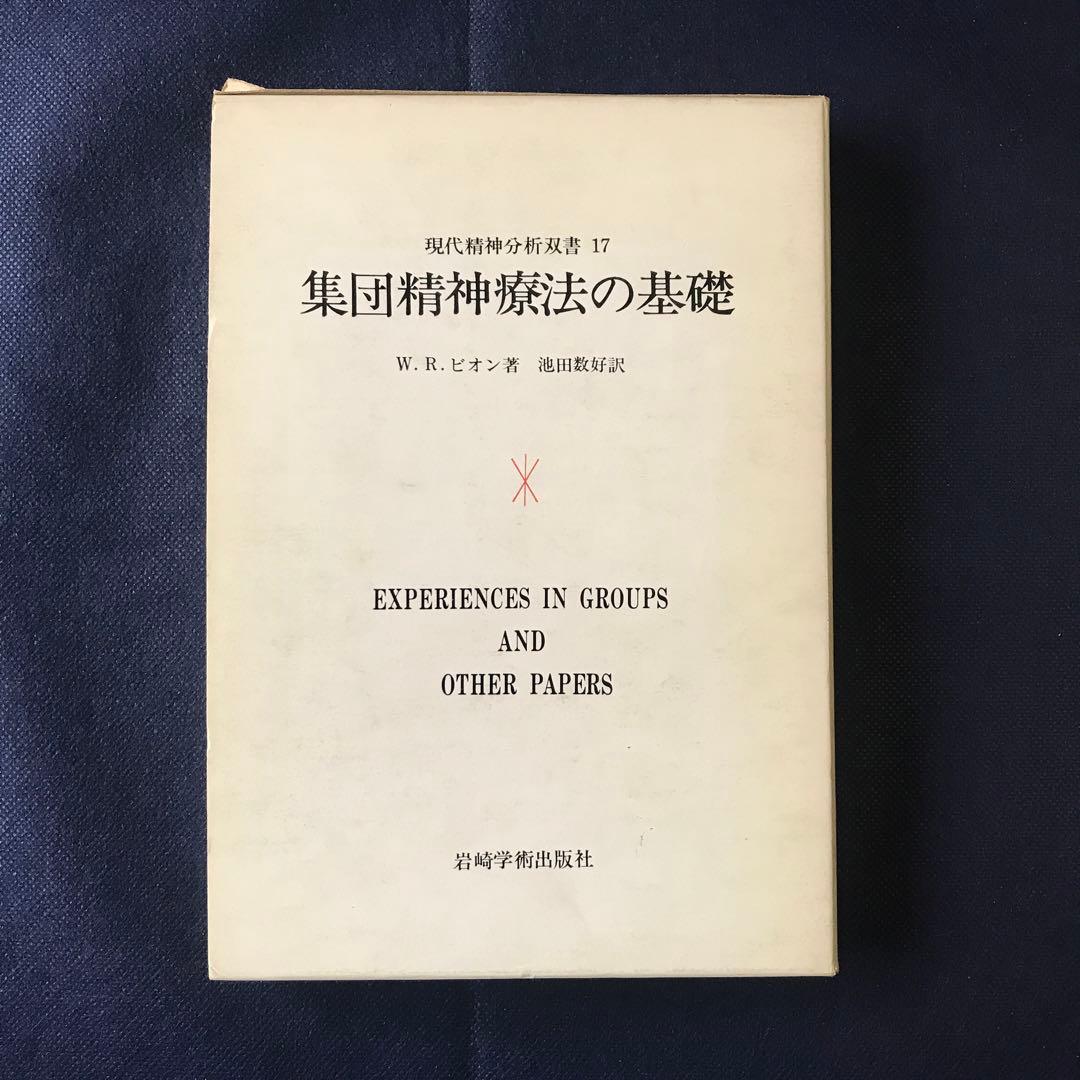 現代精神分析双書 17
集団精神療法の基礎
W.R.ビオン著 池田数好訳
EXPERIENCES IN GROUPS
AND
OTHER PAPERS
岩崎学術出版社